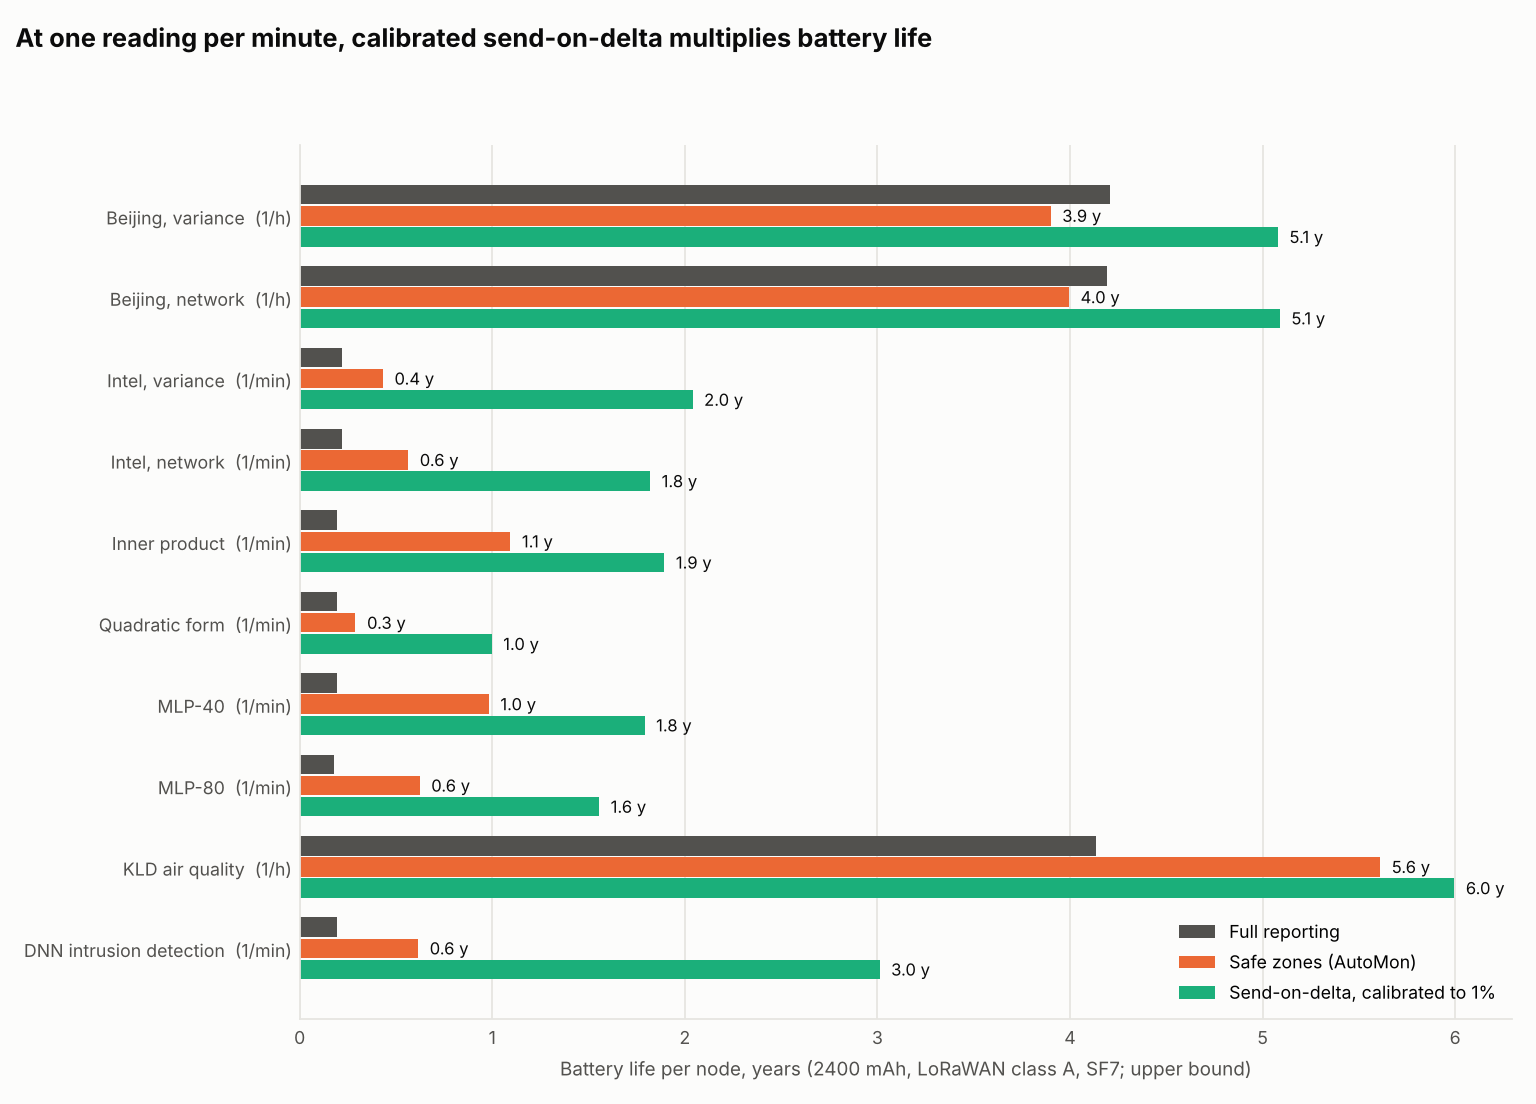 At one reading per minute, calibrated send-on-delta multiplies battery life
Beijing, variance (1/h)
3.9 y
5.1 y
Beijing, network (1/h)
4.0 y
5.1 y
Intel, variance (1/min)
0.4 y
2.0 y
Intel, network (1/min)
0.6 y
1.8 y
Inner product (1/min)
1.1 y
1.9 y
Quadratic form (1/min)
0.3 y
1.0 y
MLP-40 (1/min)
1.0 y
1.8 y
MLP-80 (1/min)
0.6 y
1.6 y
KLD air quality (1/h)
5.6 y
6.0 y
DNN intrusion detection (1/min)
0.6 y
3.0 y
Full reporting
Safe zones (AutoMon)
Send-on-delta, calibrated to 1%
0 1 2 3 4 5 6
Battery life per node, years (2400 mAh, LoRaWAN class A, SF7; upper bound)